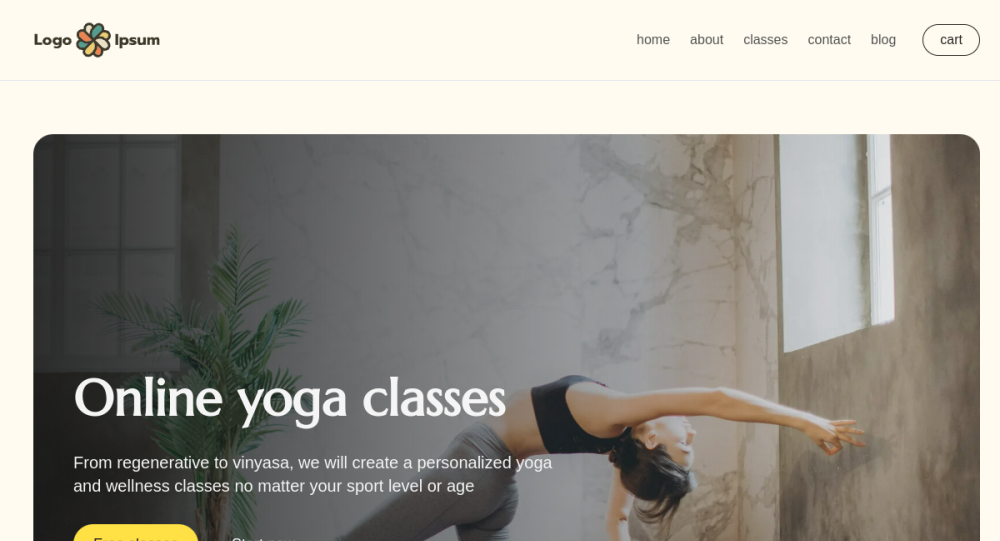 Logo Ipsum
home about classes contact blog cart
Online yoga classes
From regenerative to vinyasa, we will create a personalized yoga
and wellness classes no matter your sport level or age